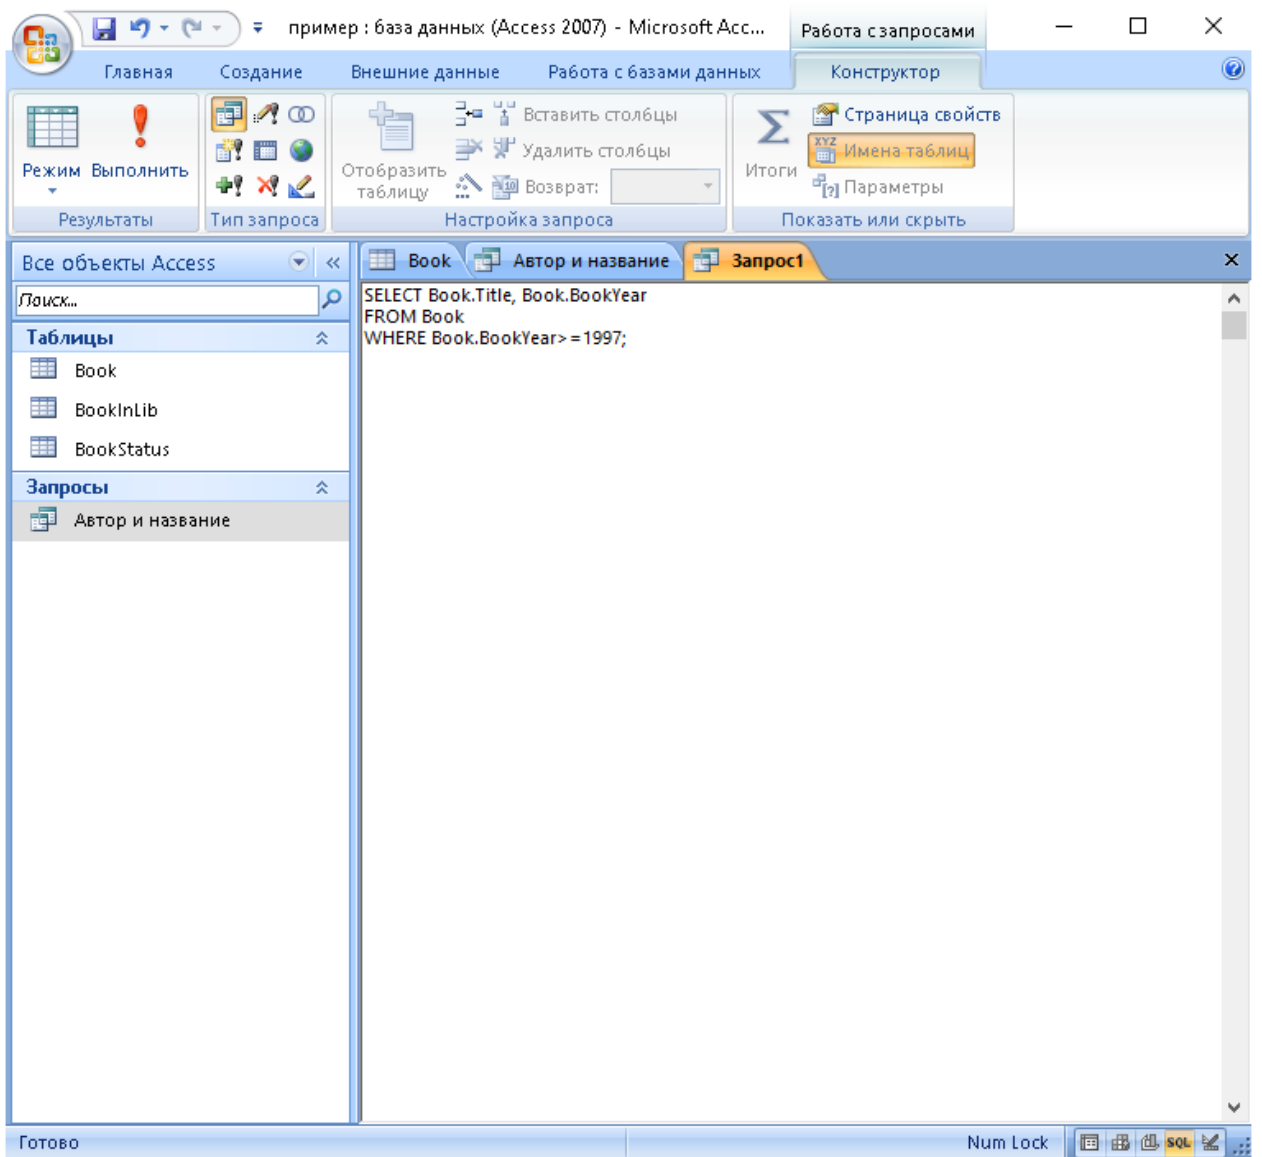 пример : база данных (Access 2007) - Microsoft Acc...
Работа с запросами
Главная
Создание
Внешние данные
Работа с базами данных
Конструктор
Режим
Выполнить
Результаты
Тип запроса
Отобразить таблицу
Вставить столбцы
Удалить столбцы
Возврат:
Настройка запроса
Итоги
Страница свойств
XYZ
Имена таблиц
Параметры
Показать или скрыть
Все объекты Access
Book
Автор и название
Запрос1
Поиск...
Таблицы
Book
BookInLib
BookStatus
Запросы
Автор и название
SELECT Book.Title, Book.BookYear
FROM Book
WHERE Book.BookYear>=1997;
Готово
Num Lock
SQL